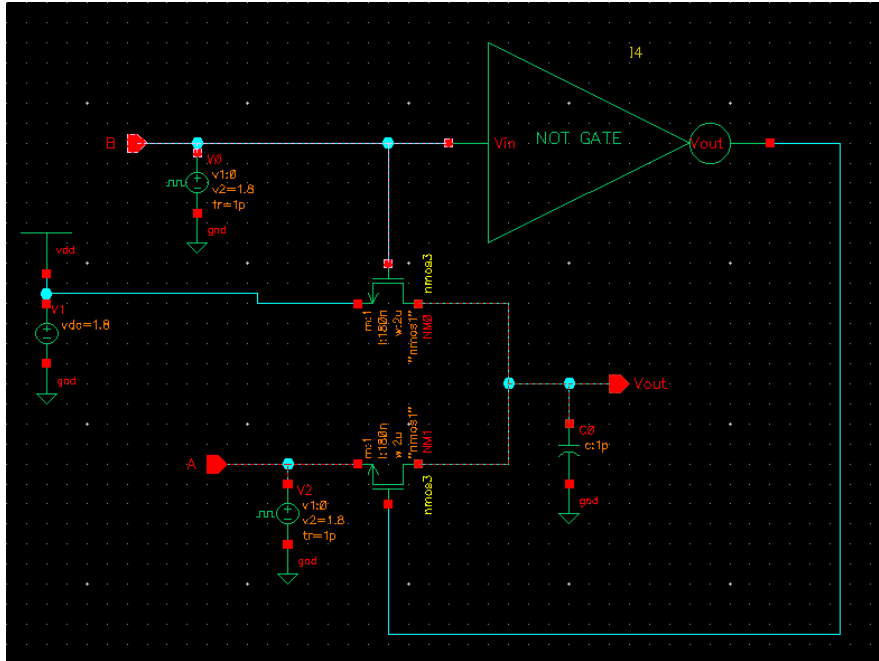 I4
B
Vin
NOT GATE
Vout
V0
v1:0
v2=1.8
tr=1p
gnd
vdd
nmos3
V1
vdc=1.8
gnd
m:1
l:180n
w:2u
"nmos1"
NM0
Vout
C0
c:1p
gnd
m:1
l:180n
w:2u
"nmos1"
NM1
nmos3
A
V2
v1:0
v2=1.8
tr=1p
gnd